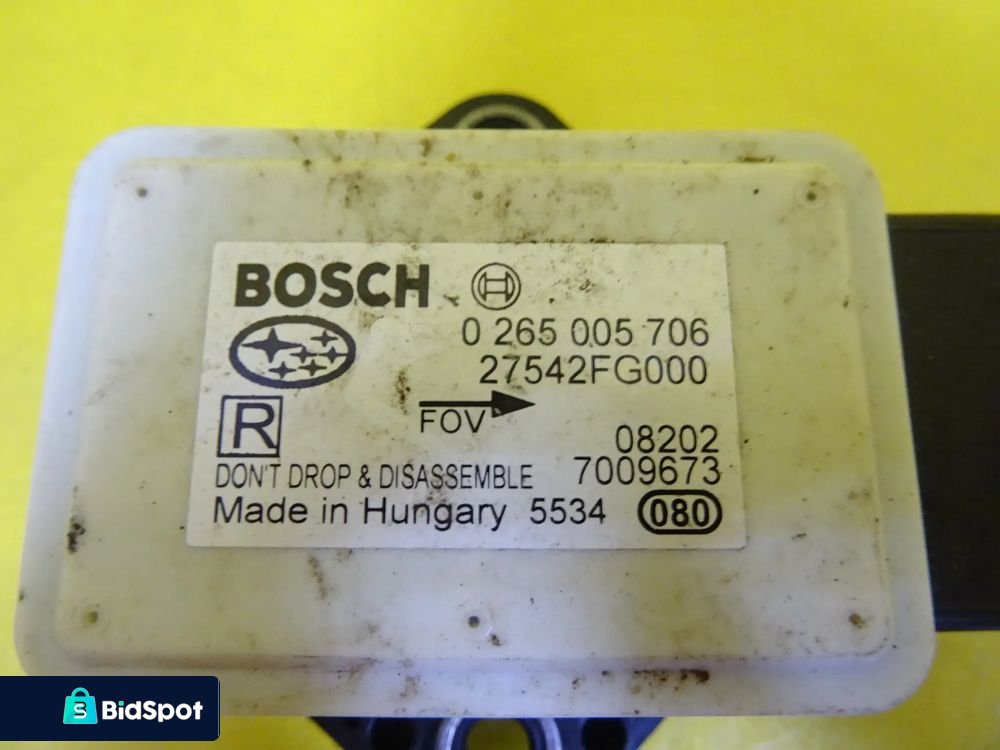 BOSCH
0 265 005 706
27542FG000
R
FOV
08202
DON'T DROP & DISASSEMBLE 7009673
Made in Hungary 5534 080
BidSpot